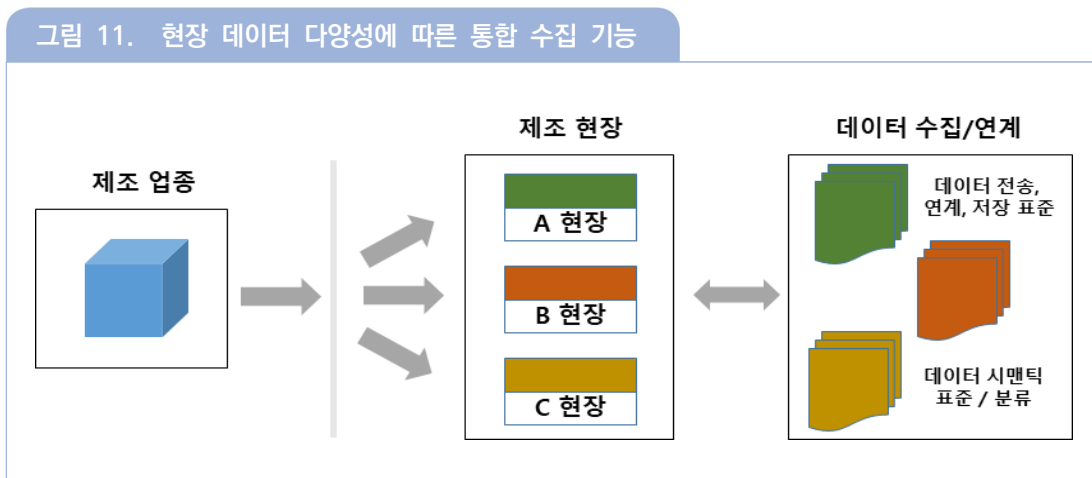 그림 11. 현장 데이터 다양성에 따른 통합 수집 기능
제조 업종
제조 현장
A 현장
B 현장
C 현장
데이터 수집/연계
데이터 전송,
연계, 저장 표준
데이터 시맨틱
표준 / 분류